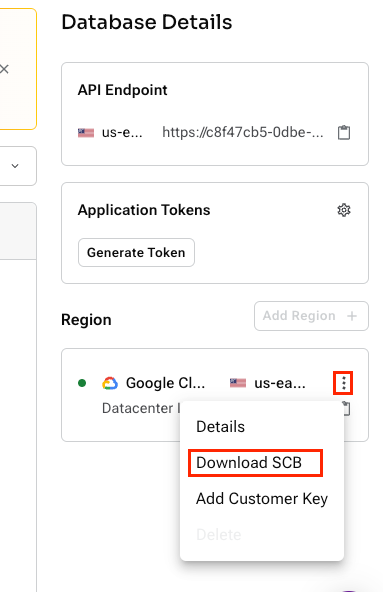 Database Details
API Endpoint
us-e... https://c8f47cb5-0dbe-...
Application Tokens
Generate Token
Region
Add Region +
Google Cl... us-ea...
Datacenter
Details
Download SCB
Add Customer Key
Delete